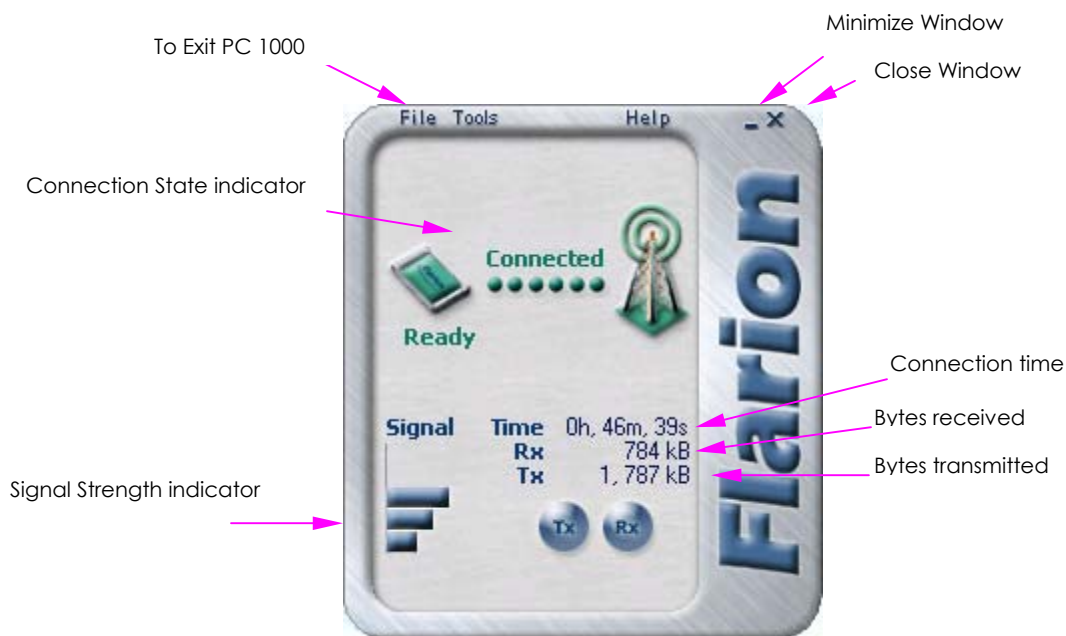 Minimize Window
To Exit PC 1000
Close Window
File Tools Help
Connection State indicator
Connected
Ready
Flarion
Connection time
Signal Time 0h, 46m, 39s
Bytes received
Rx 784 kB
Bytes transmitted
Tx 1,787 kB
Signal Strength indicator
Tx Rx